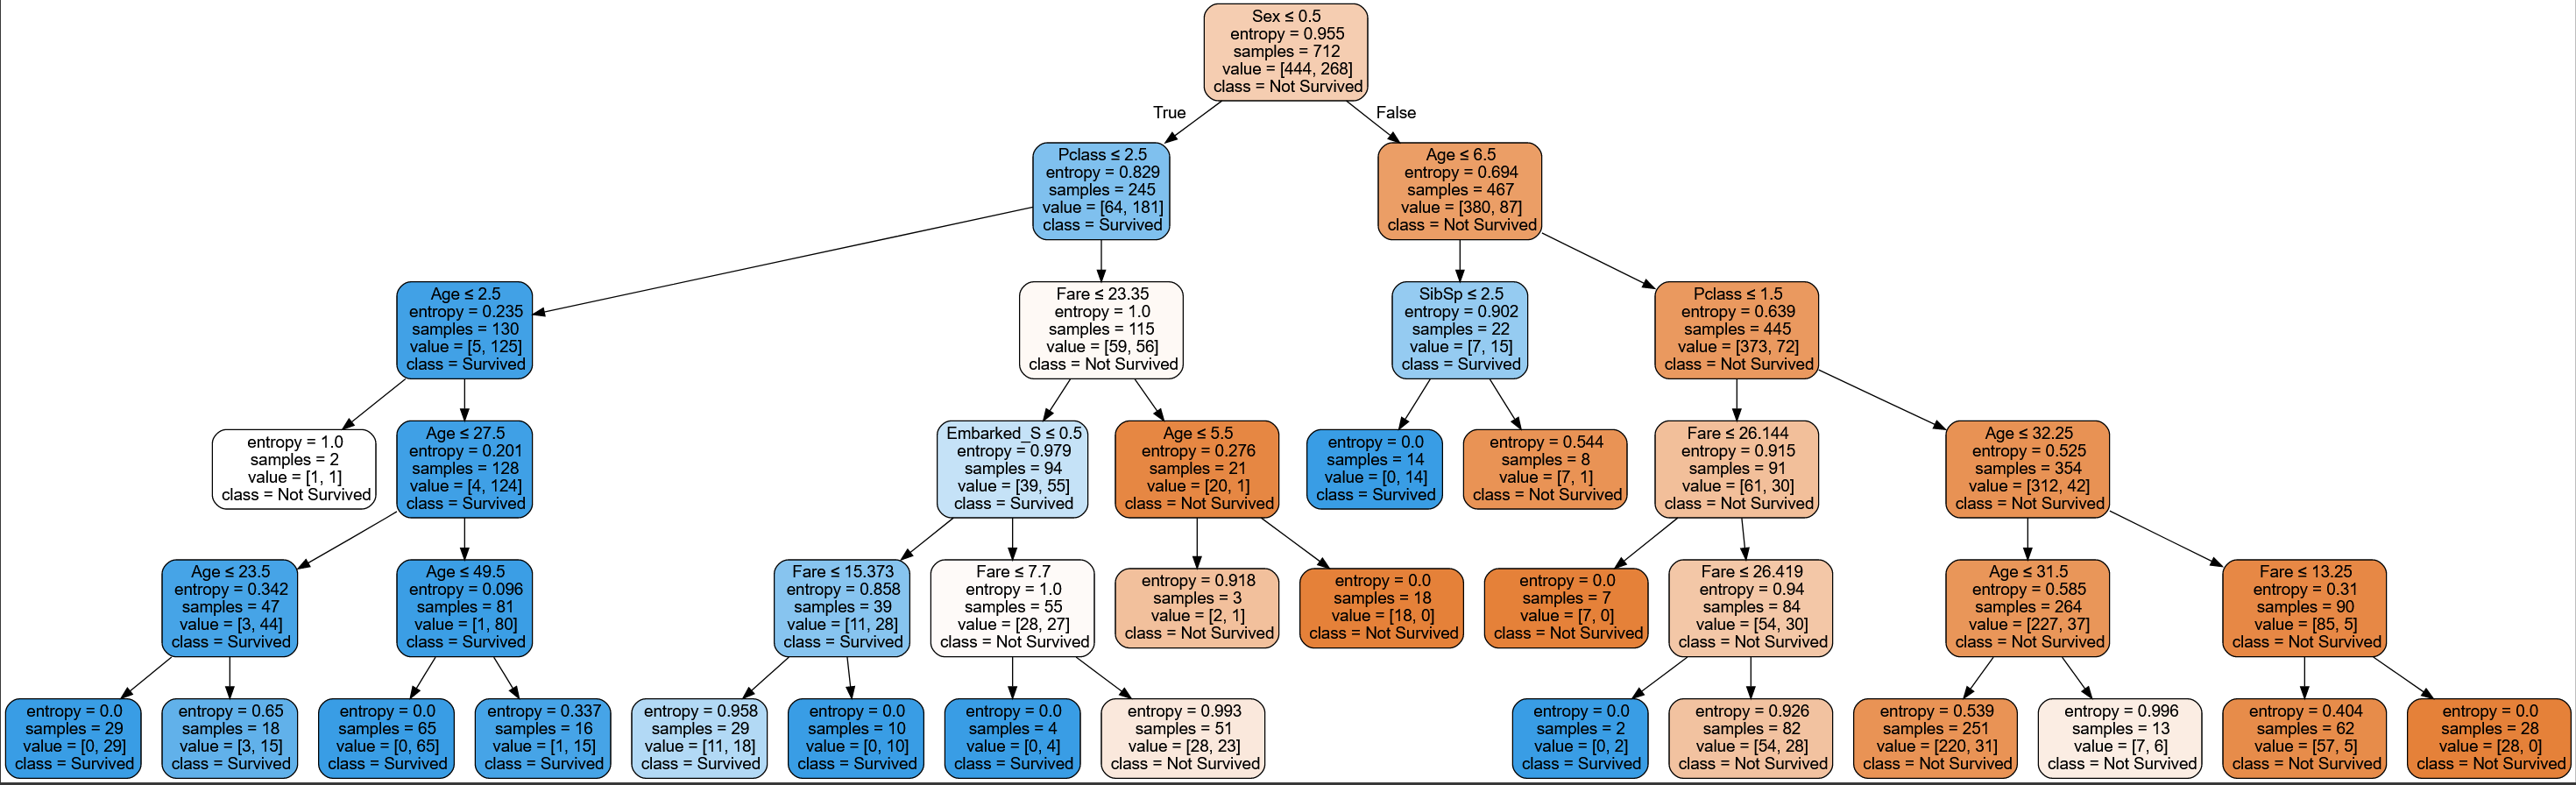 Sex ≤ 0.5
entropy = 0.955
samples = 712
value = [444, 268]
class = Not Survived
True
False
Pclass ≤ 2.5
entropy = 0.829
samples = 245
value = [64, 181]
class = Survived
Age ≤ 6.5
entropy = 0.694
samples = 467
value = [380, 87]
class = Not Survived
Age ≤ 2.5
entropy = 0.235
samples = 130
value = [5, 125]
class = Survived
Fare ≤ 23.35
entropy = 1.0
samples = 115
value = [59, 56]
class = Not Survived
SibSp ≤ 2.5
entropy = 0.902
samples = 22
value = [7, 15]
class = Survived
Pclass ≤ 1.5
entropy = 0.639
samples = 445
value = [373, 72]
class = Not Survived
entropy = 1.0
samples = 2
value = [1, 1]
class = Not Survived
Age ≤ 27.5
entropy = 0.201
samples = 128
value = [4, 124]
class = Survived
Embarked_S ≤ 0.5
entropy = 0.979
samples = 94
value = [39, 55]
class = Survived
Age ≤ 5.5
entropy = 0.276
samples = 21
value = [20, 1]
class = Not Survived
entropy = 0.0
samples = 14
value = [0, 14]
class = Survived
entropy = 0.544
samples = 8
value = [7, 1]
class = Not Survived
Fare ≤ 26.144
entropy = 0.915
samples = 91
value = [61, 30]
class = Not Survived
Age ≤ 32.25
entropy = 0.525
samples = 354
value = [312, 42]
class = Not Survived
Age ≤ 23.5
entropy = 0.342
samples = 47
value = [3, 44]
class = Survived
Age ≤ 49.5
entropy = 0.096
samples = 81
value = [1, 80]
class = Survived
Fare ≤ 15.373
entropy = 0.858
samples = 39
value = [11, 28]
class = Survived
Fare ≤ 7.7
entropy = 1.0
samples = 55
value = [28, 27]
class = Not Survived
entropy = 0.918
samples = 3
value = [2, 1]
class = Not Survived
entropy = 0.0
samples = 18
value = [18, 0]
class = Not Survived
entropy = 0.0
samples = 7
value = [7, 0]
class = Not Survived
Fare ≤ 26.419
entropy = 0.94
samples = 84
value = [54, 30]
class = Not Survived
Age ≤ 31.5
entropy = 0.585
samples = 264
value = [227, 37]
class = Not Survived
Fare ≤ 13.25
entropy = 0.31
samples = 90
value = [85, 5]
class = Not Survived
entropy = 0.0
samples = 29
value = [0, 29]
class = Survived
entropy = 0.65
samples = 18
value = [3, 15]
class = Survived
entropy = 0.0
samples = 65
value = [0, 65]
class = Survived
entropy = 0.337
samples = 16
value = [1, 15]
class = Survived
entropy = 0.958
samples = 29
value = [11, 18]
class = Survived
entropy = 0.0
samples = 10
value = [0, 10]
class = Survived
entropy = 0.0
samples = 4
value = [0, 4]
class = Survived
entropy = 0.993
samples = 51
value = [28, 23]
class = Not Survived
entropy = 0.0
samples = 2
value = [0, 2]
class = Survived
entropy = 0.926
samples = 82
value = [54, 28]
class = Not Survived
entropy = 0.539
samples = 251
value = [220, 31]
class = Not Survived
entropy = 0.996
samples = 13
value = [7, 6]
class = Not Survived
entropy = 0.404
samples = 62
value = [57, 5]
class = Not Survived
entropy = 0.0
samples = 28
value = [28, 0]
class = Not Survived